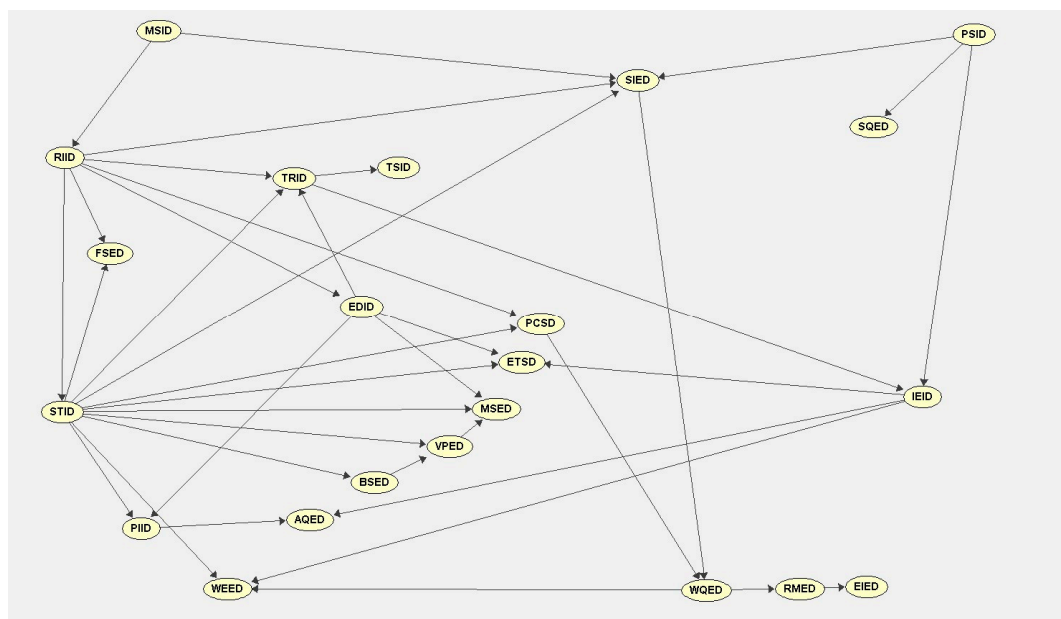 MSID
PSID
SIED
SQED
RIID
TSID
TRID
FSED
EDID
PCSD
ETSD
IEID
STID
MSED
VPED
BSED
AQED
PIID
WEED
WQED
RMED
EIED